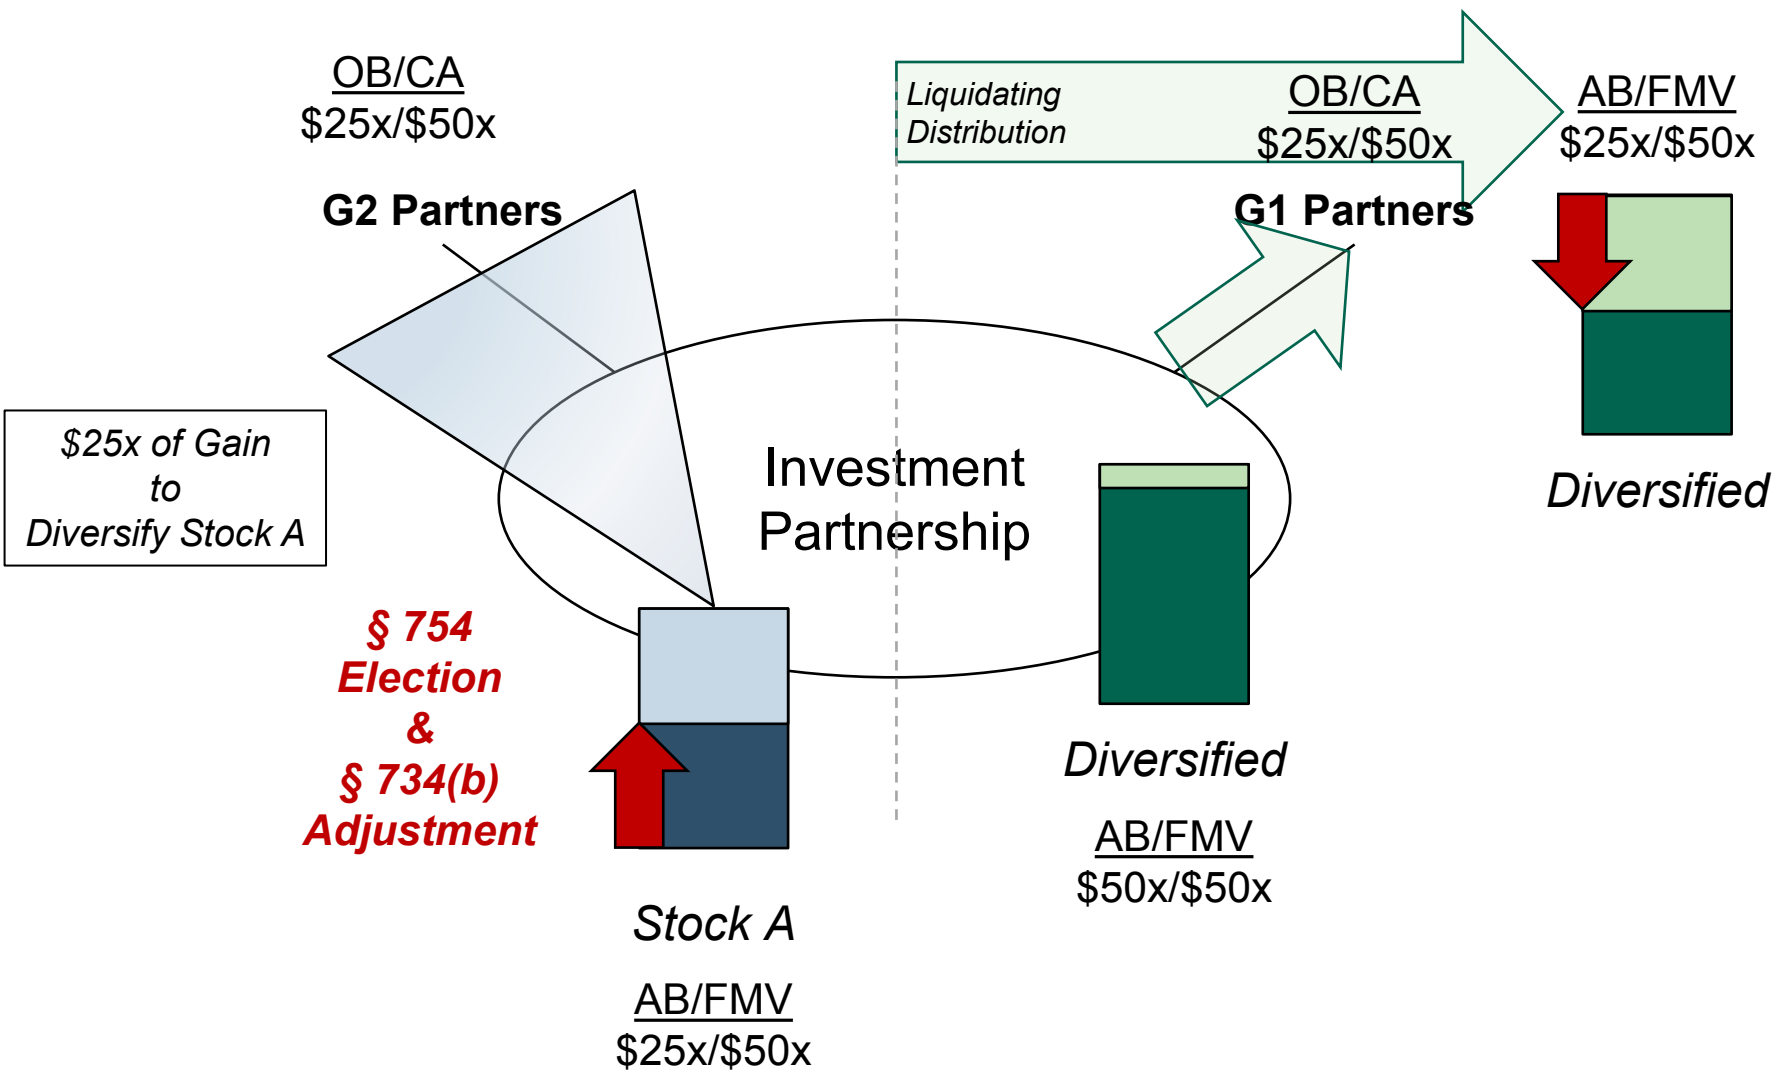 OB/CA
$25x/$50x
G2 Partners
Liquidating
Distribution
OB/CA
$25x/$50x
G1 Partners
AB/FMV
$25x/$50x
Diversified
$25x of Gain
to
Diversify Stock A
Investment
Partnership
§ 754
Election
&
§ 734(b)
Adjustment
Stock A
AB/FMV
$25x/$50x
Diversified
AB/FMV
$50x/$50x